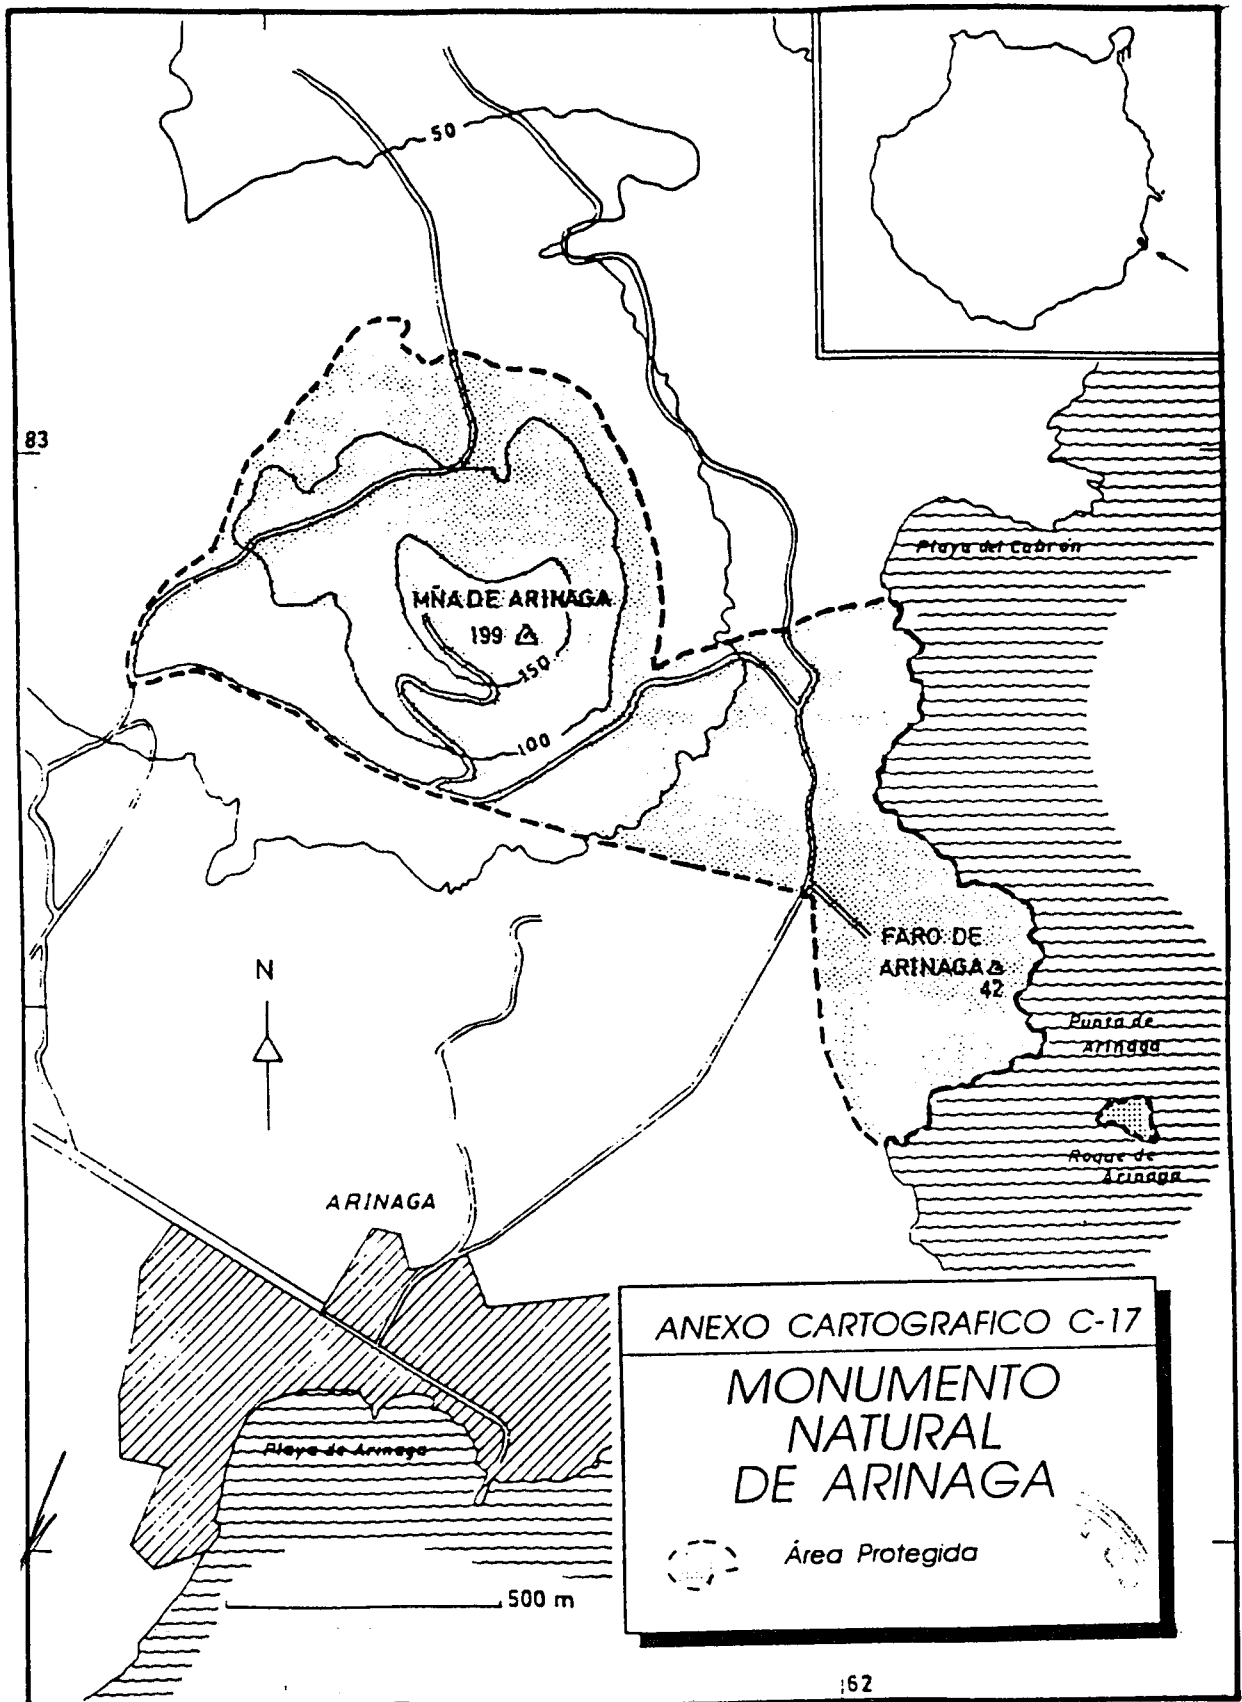 50
83
Playa del Cabrón
MÑA DE ARINAGA
199
150
100
FARO DE
ARINAGA
42
N
Punta de
Arinaga
Roque de
Arinaga
ARINAGA
Playa de Arinaga
500 m
ANEXO CARTOGRAFICO C-17
MONUMENTO
NATURAL
DE ARINAGA
Área Protegida
62